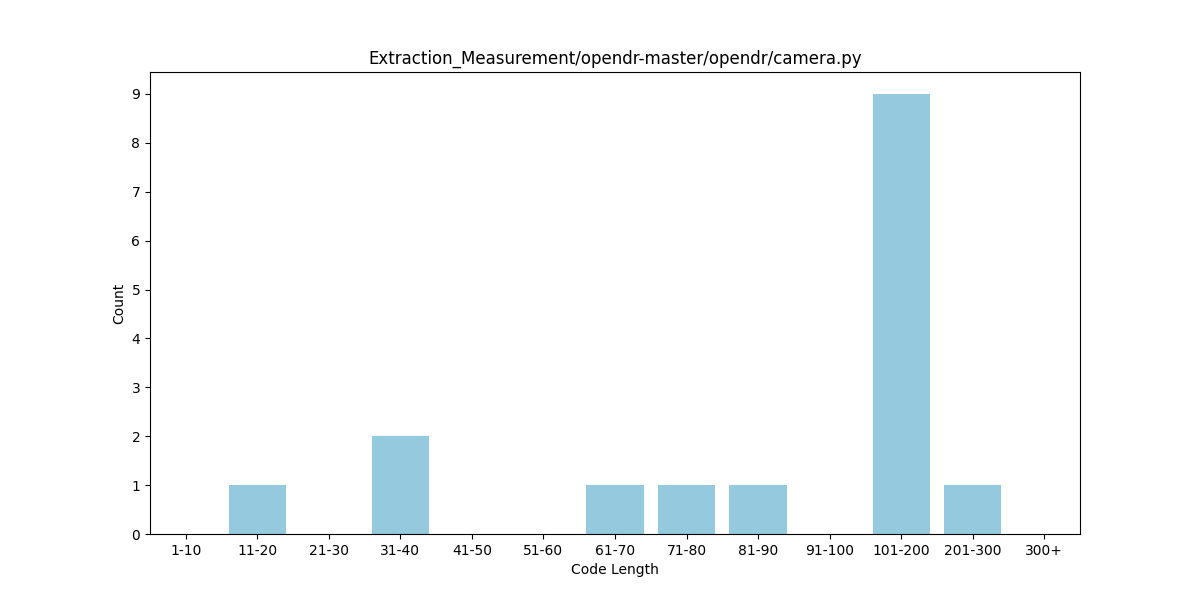 Extraction_Measurement/opendr-master/opendr/camera.py
9
8
7
6
5
4
3
2
1
0
Count
1-10 11-20 21-30 31-40 41-50 51-60 61-70 71-80 81-90 91-100 101-200 201-300 300+
Code Length